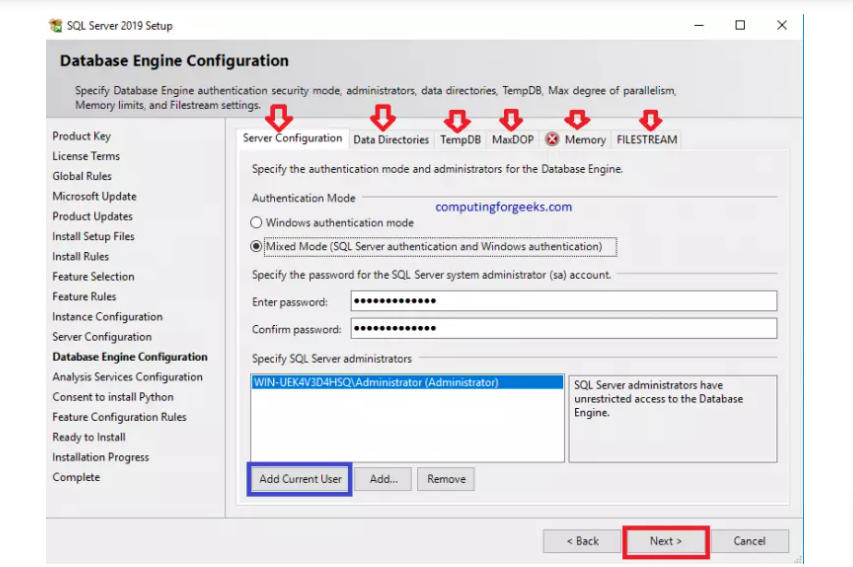 SQL Server 2019 Setup
Database Engine Configuration
Specify Database Engine authentication security mode, administrators, data directories, TempDB, Max degree of parallelism,
Memory limits, and Filestream settings.
Product Key
License Terms
Global Rules
Microsoft Update
Product Updates
Install Setup Files
Install Rules
Feature Selection
Feature Rules
Instance Configuration
Server Configuration
Database Engine Configuration
Analysis Services Configuration
Consent to install Python
Feature Configuration Rules
Ready to Install
Installation Progress
Complete
Server Configuration Data Directories TempDB MaxDOP Memory FILESTREAM
Specify the authentication mode and administrators for the Database Engine.
Authentication Mode
computingforgeeks.com
Windows authentication mode
Mixed Mode (SQL Server authentication and Windows authentication)
Specify the password for the SQL Server system administrator (sa) account.
Enter password: ●●●●●●●●●●●●●
Confirm password: ●●●●●●●●●●●●●
Specify SQL Server administrators
WIN-UEK4V3D4HSQ\Administrator (Administrator)
SQL Server administrators have
unrestricted access to the Database
Engine.
Add Current User Add... Remove
< Back Next > Cancel